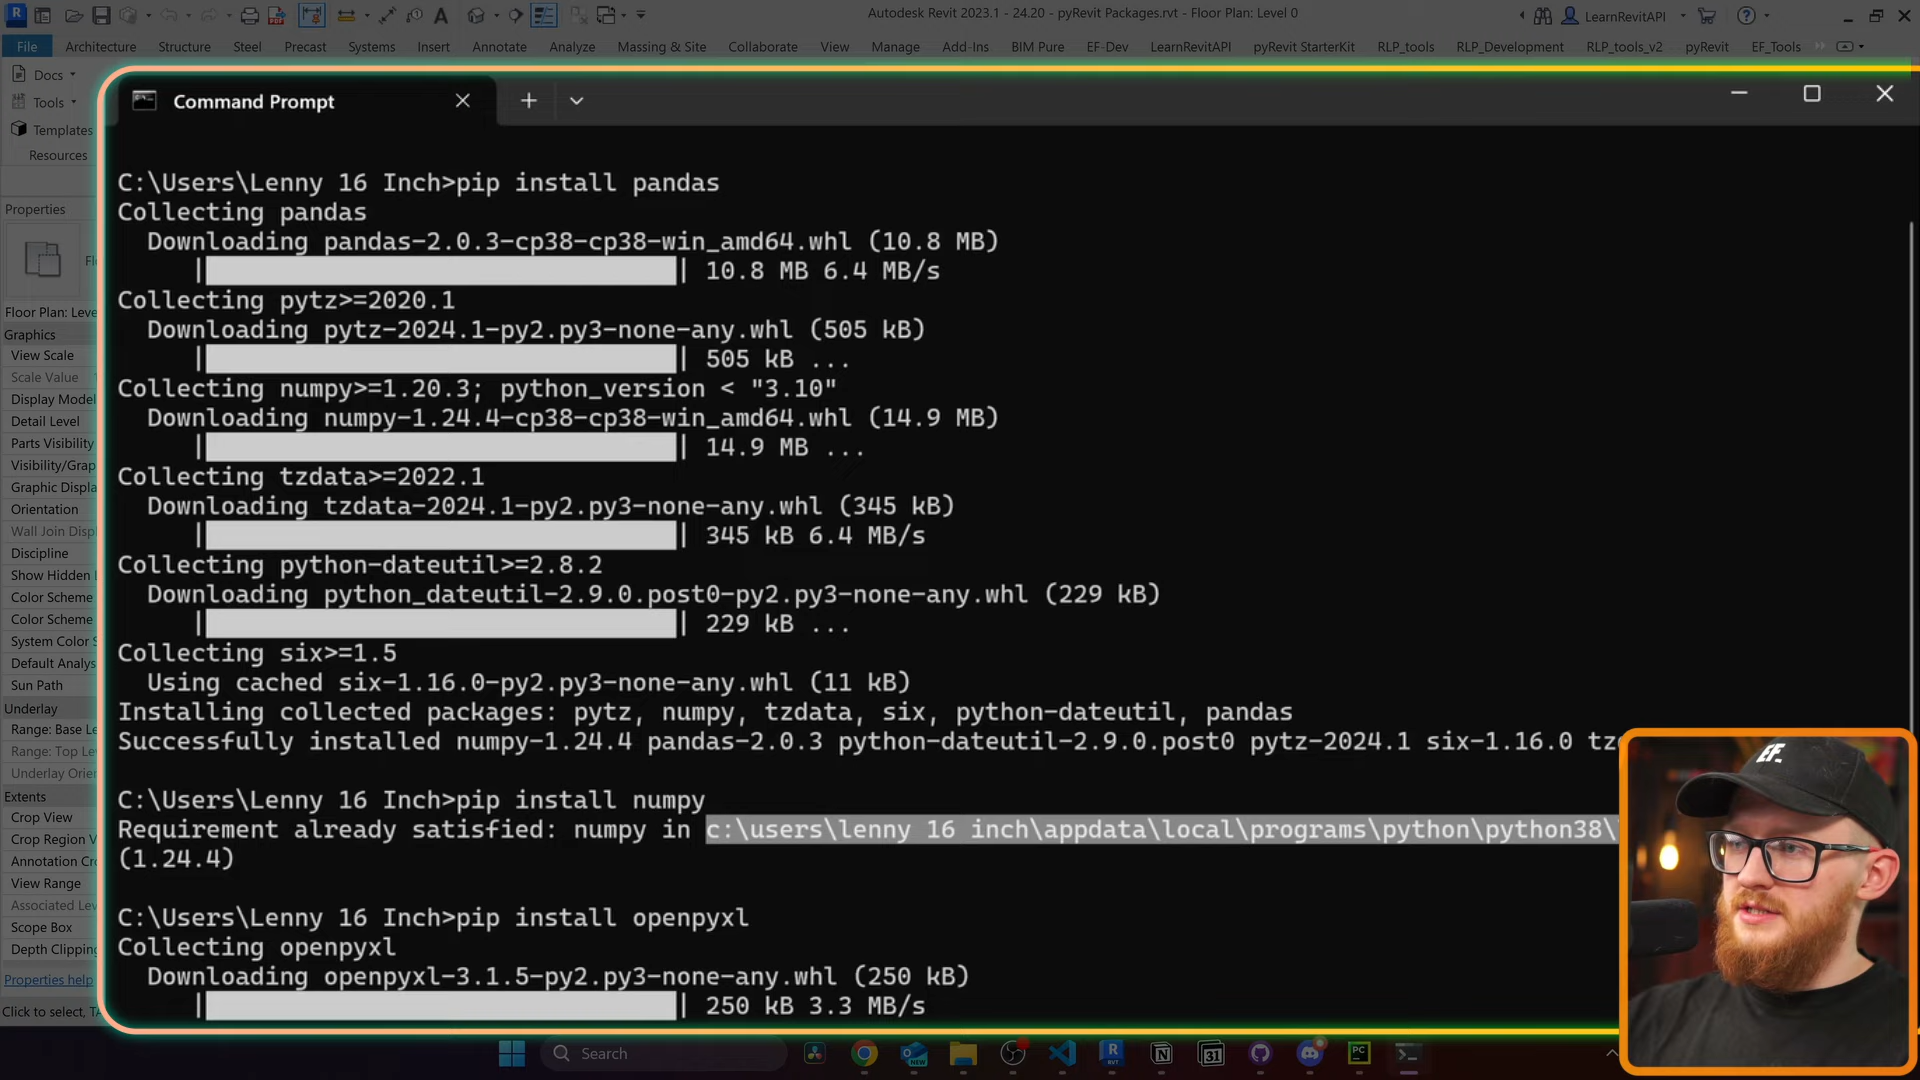 Autodesk Revit 2023.1 - 24.20 - pyRevit Packages.rvt - Floor Plan: Level 0
LearnRevitAPI
File Architecture Structure Steel Precast Systems Insert Annotate Analyze Massing & Site Collaborate View Manage Add-Ins BIM Pure EF-Dev LearnRevitAPI pyRevit StarterKit RLP_tools RLP_Development RLP_tools_v2 pyRevit EF_Tools
Docs
Tools
Templates
Resources
Properties
Floor Plan: Leve
Graphics
View Scale
Scale Value
Display Model
Detail Level
Parts Visibility
Visibility/Grap
Graphic Displa
Orientation
Wall Join Displ
Discipline
Show Hidden L
Color Scheme
Color Scheme
System Color S
Default Analys
Sun Path
Underlay
Range: Base Le
Range: Top Le
Underlay Orien
Extents
Crop View
Crop Region V
Annotation Cr
View Range
Associated Lev
Scope Box
Depth Clipping
Properties help
Click to select, TA
Command Prompt
C:\Users\Lenny 16 Inch>pip install pandas
Collecting pandas
Downloading pandas-2.0.3-cp38-cp38-win_amd64.whl (10.8 MB)
| | 10.8 MB 6.4 MB/s
Collecting pytz>=2020.1
Downloading pytz-2024.1-py2.py3-none-any.whl (505 kB)
| | 505 kB ...
Collecting numpy>=1.20.3; python_version < "3.10"
Downloading numpy-1.24.4-cp38-cp38-win_amd64.whl (14.9 MB)
| | 14.9 MB ...
Collecting tzdata>=2022.1
Downloading tzdata-2024.1-py2.py3-none-any.whl (345 kB)
| | 345 kB 6.4 MB/s
Collecting python-dateutil>=2.8.2
Downloading python_dateutil-2.9.0.post0-py2.py3-none-any.whl (229 kB)
| | 229 kB ...
Collecting six>=1.5
Using cached six-1.16.0-py2.py3-none-any.whl (11 kB)
Installing collected packages: pytz, numpy, tzdata, six, python-dateutil, pandas
Successfully installed numpy-1.24.4 pandas-2.0.3 python-dateutil-2.9.0.post0 pytz-2024.1 six-1.16.0 tz
C:\Users\Lenny 16 Inch>pip install numpy
Requirement already satisfied: numpy in c:\users\lenny 16 inch\appdata\local\programs\python\python38\
(1.24.4)
C:\Users\Lenny 16 Inch>pip install openpyxl
Collecting openpyxl
Downloading openpyxl-3.1.5-py2.py3-none-any.whl (250 kB)
| | 250 kB 3.3 MB/s
EF.
Search
31